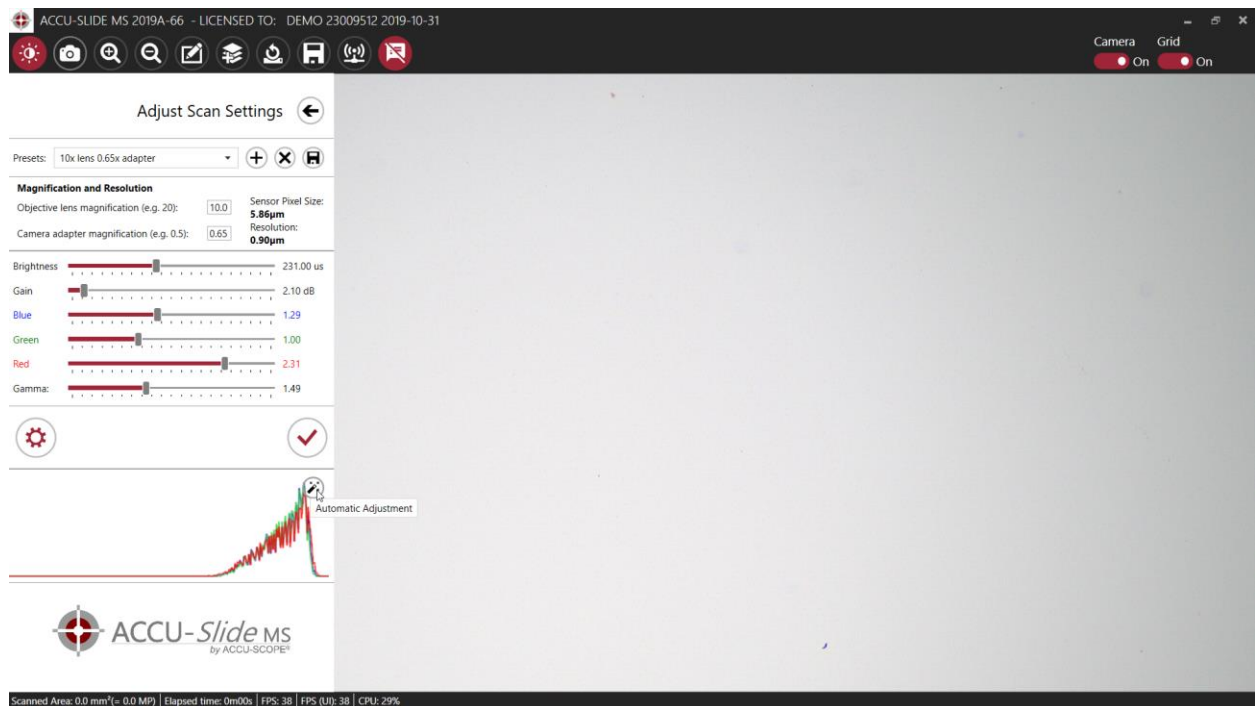 ACCU-SLIDE MS 2019A-66 - LICENSED TO: DEMO 23009512 2019-10-31
Camera Grid
On On
Adjust Scan Settings
Presets: 10x lens 0.65x adapter
Magnification and Resolution
Objective lens magnification (e.g. 20): 10.0
Sensor Pixel Size:
5.86µm
Camera adapter magnification (e.g. 0.5): 0.65
Resolution:
0.90µm
Brightness 231.00 us
Gain 2.10 dB
Blue 1.29
Green 1.00
Red 2.31
Gamma: 1.49
Automatic Adjustment
ACCU-Slide MS
by ACCU-SCOPE®
Scanned Area: 0.0 mm²(= 0.0 MP) | Elapsed time: 0m00s | FPS: 38 | FPS (UI): 38 | CPU: 29%